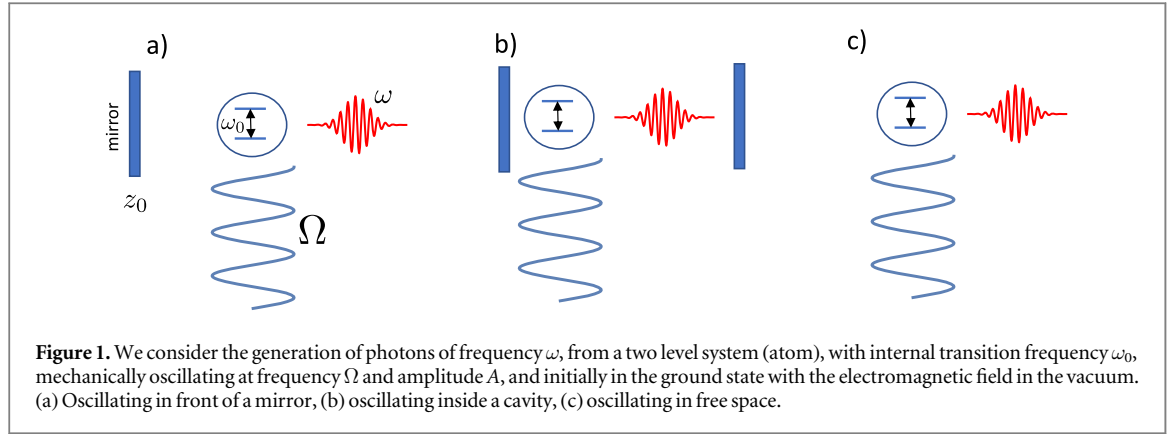 a)
b)
c)
mirror
ω₀
ω
z₀
Ω
Figure 1. We consider the generation of photons of frequency ω, from a two level system (atom), with internal transition frequency ω₀,
mechanically oscillating at frequency Ω and amplitude A, and initially in the ground state with the electromagnetic field in the vacuum.
(a) Oscillating in front of a mirror, (b) oscillating inside a cavity, (c) oscillating in free space.